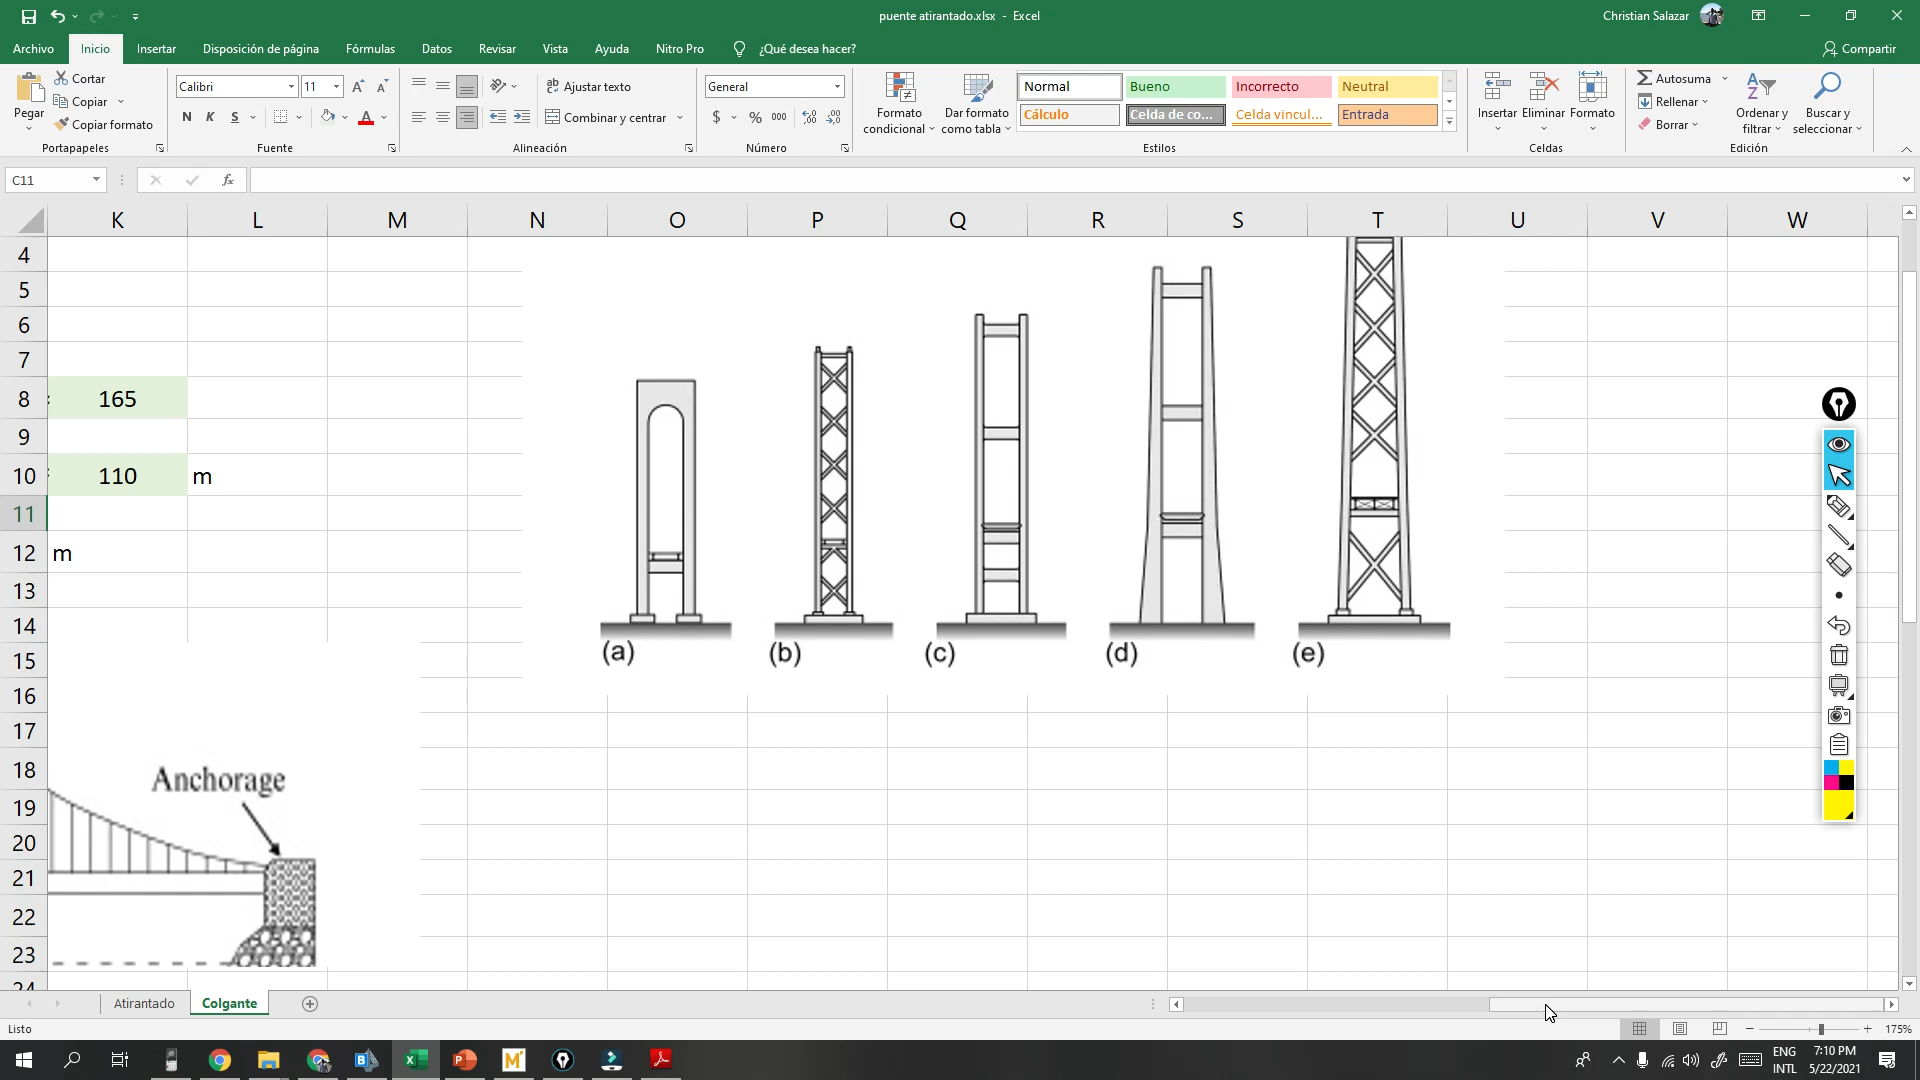 puente atirantado.xlsx - Excel
Christian Salazar
Archivo Inicio Insertar Disposición de página Fórmulas Datos Revisar Vista Ayuda Nitro Pro ¿Qué desea hacer? Compartir
Pegar
Cortar
Copiar
Copiar formato
Portapapeles
Calibri 11
N K S
Fuente
Ajustar texto
Combinar y centrar
Alineación
General
$ % 000
Número
Formato condicional
Dar formato como tabla
Normal Bueno Incorrecto Neutral
Cálculo Celda de co... Celda vincul... Entrada
Estilos
Insertar Eliminar Formato
Celdas
Autosuma
Rellenar
Borrar
Ordenar y filtrar
Buscar y seleccionar
Edición
C11
fx
K L M N O P Q R S T U V W
4
5
6
7
8 165
9
10 110 m
11
12 m
13
14
15
16
17
18
19
20
21
22
23
24
(a) (b) (c) (d) (e)
Anchorage
Atirantado Colgante
Listo
175%
ENG
INTL
7:10 PM
5/22/2021